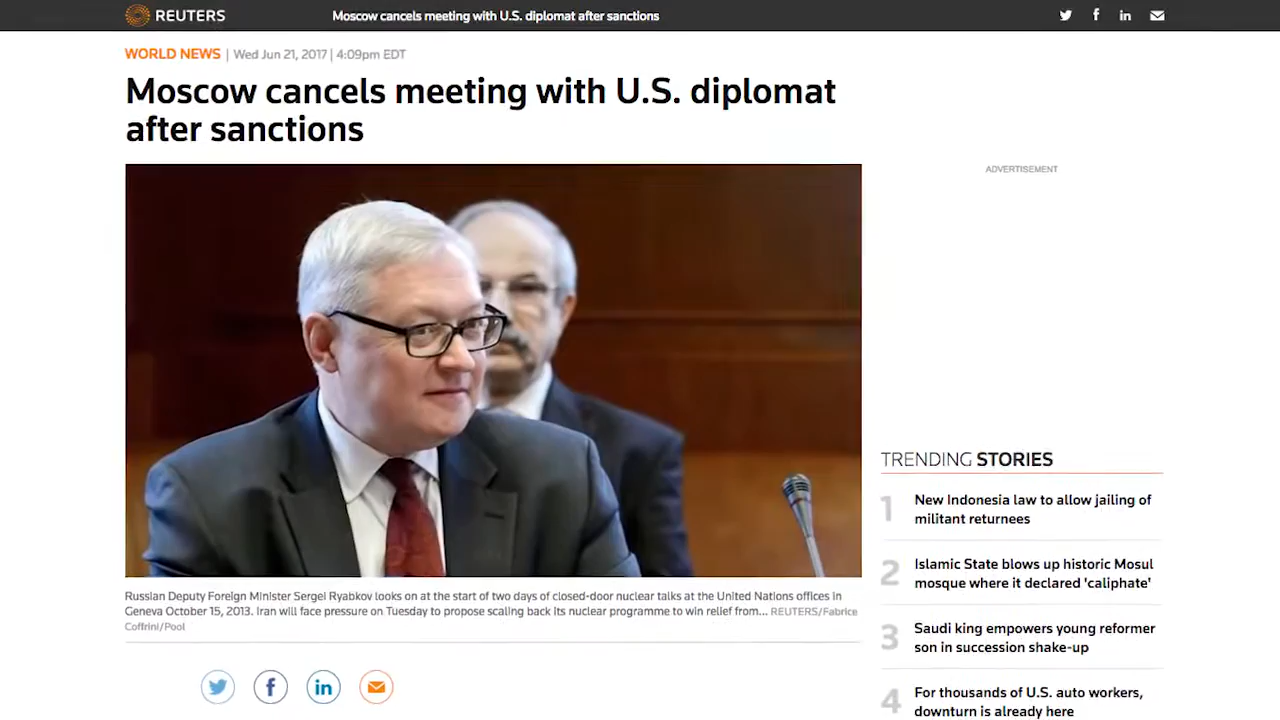 REUTERS
Moscow cancels meeting with U.S. diplomat after sanctions
WORLD NEWS | Wed Jun 21, 2017 | 4:09pm EDT
Moscow cancels meeting with U.S. diplomat
after sanctions
ADVERTISEMENT
Russian Deputy Foreign Minister Sergei Ryabkov looks on at the start of two days of closed-door nuclear talks at the United Nations offices in
Geneva October 15, 2013. Iran will face pressure on Tuesday to propose scaling back its nuclear programme to win relief from... REUTERS/Fabrice
Coffrini/Pool
TRENDING STORIES
1 New Indonesia law to allow jailing of
militant returnees
2 Islamic State blows up historic Mosul
mosque where it declared 'caliphate'
3 Saudi king empowers young reformer
son in succession shake-up
4 For thousands of U.S. auto workers,
downturn is already here